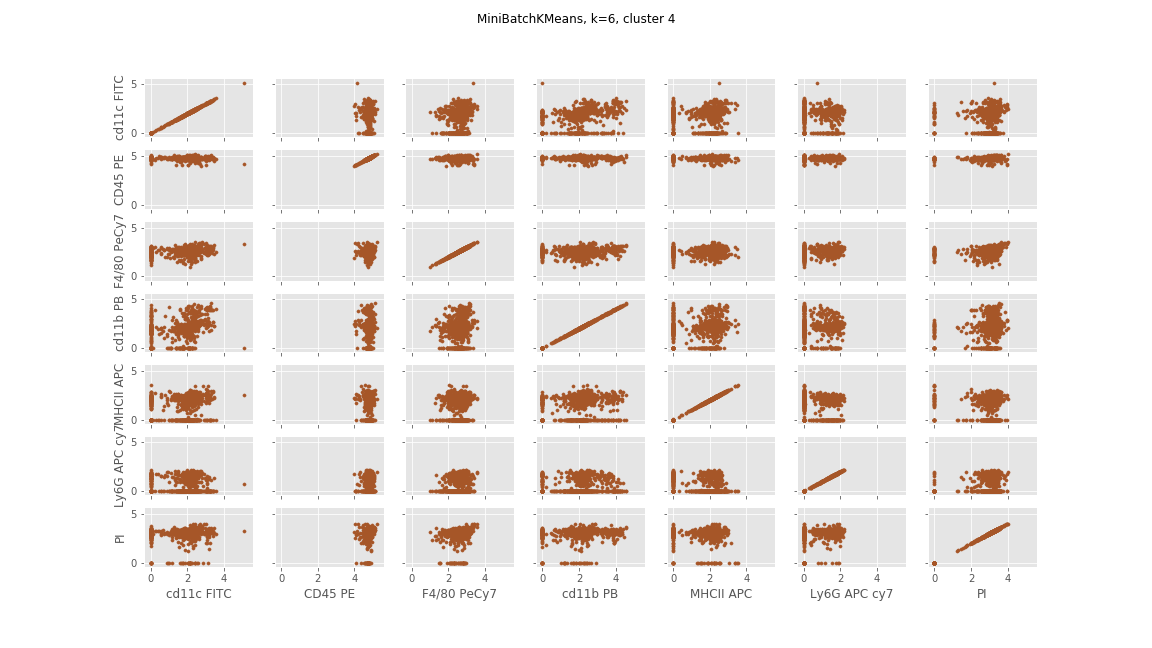 MiniBatchKMeans, k=6, cluster 4
cd11c FITC
5
0
CD45 PE
5
0
F4/80 PeCy7
5
0
cd11b PB
5
0
MHCII APC
5
0
Ly6G APC cy7
5
0
PI
5
0
0 2 4 0 2 4 0 2 4 0 2 4 0 2 4 0 2 4 0 2 4
cd11c FITC CD45 PE F4/80 PeCy7 cd11b PB MHCII APC Ly6G APC cy7 PI